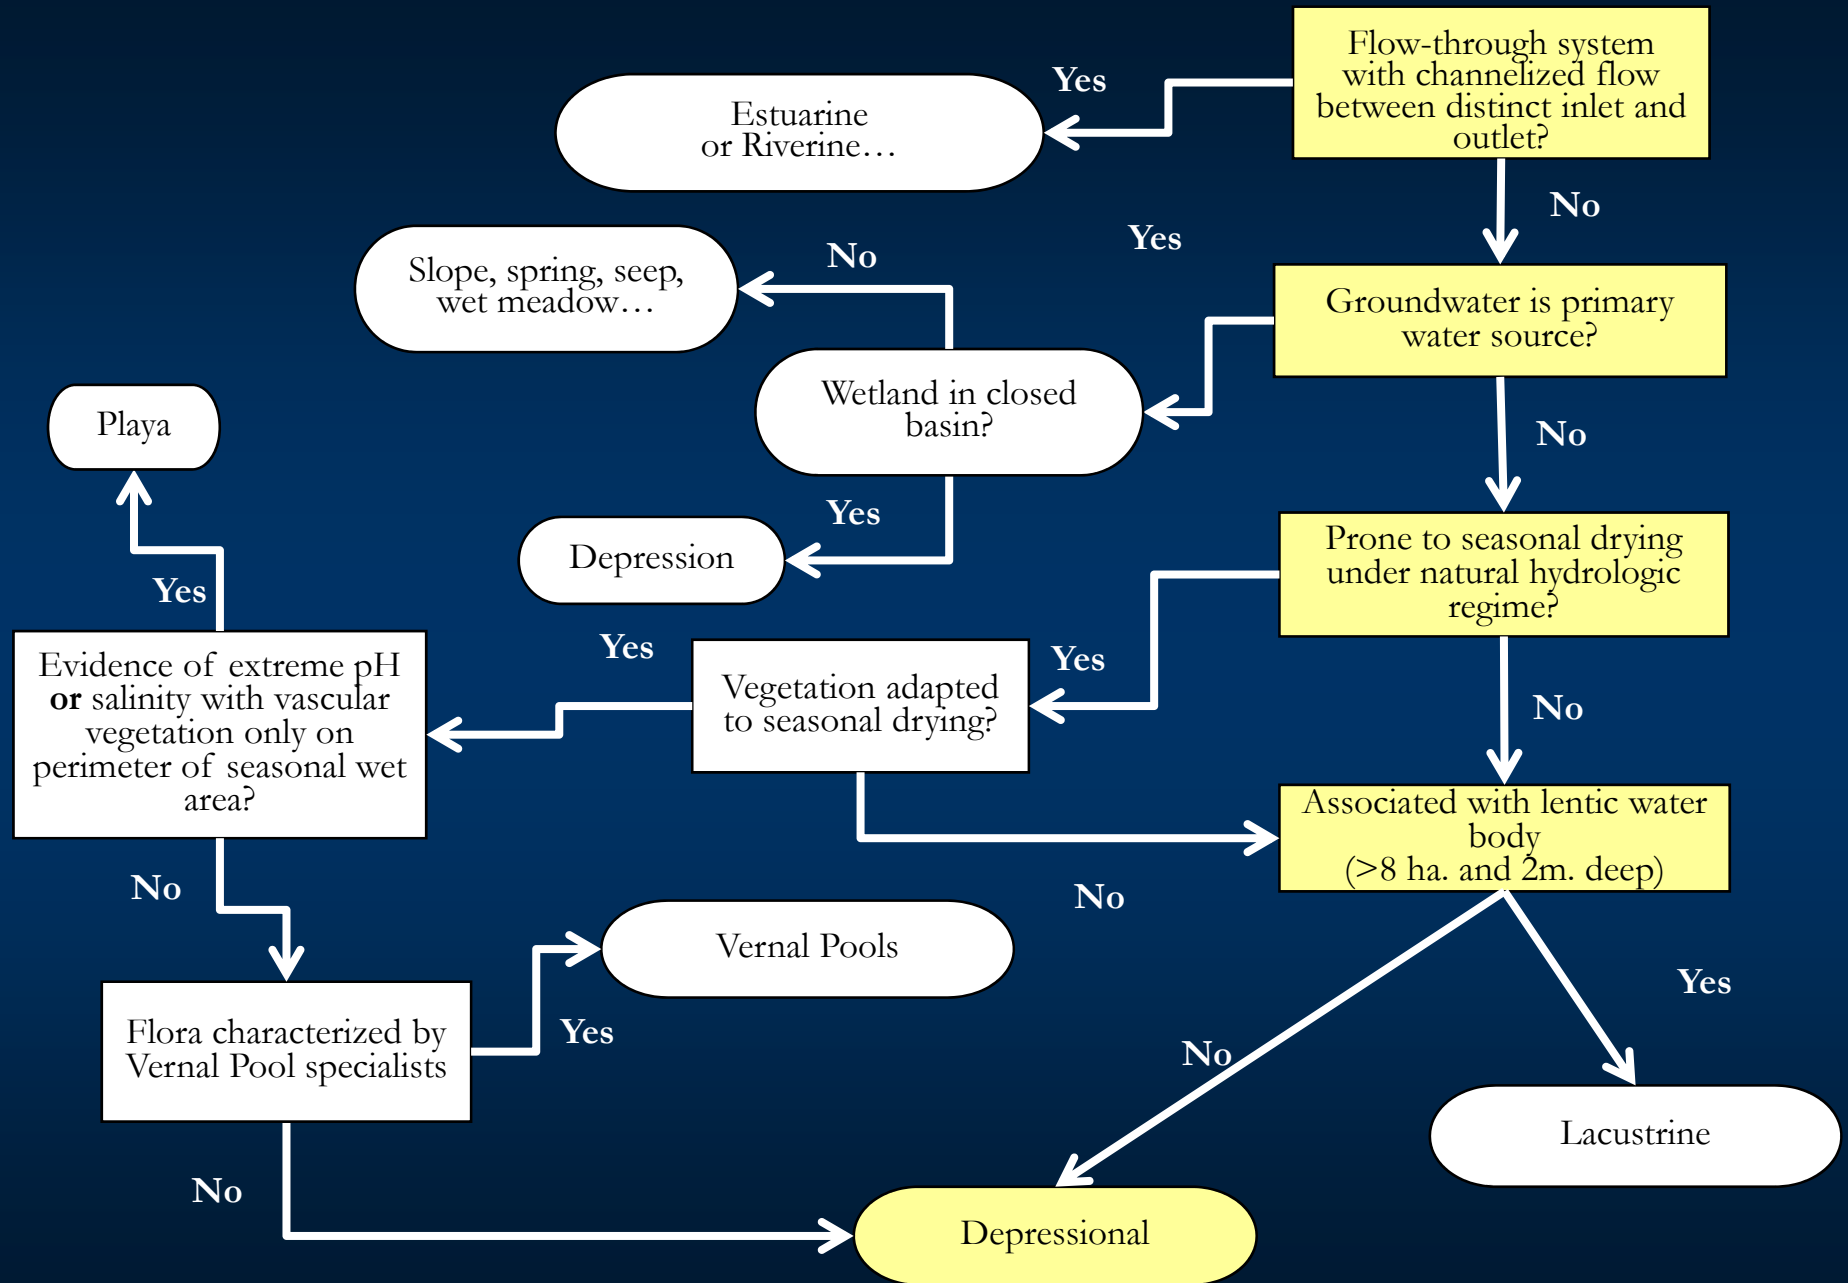 Flow-through system
with channelized flow
between distinct inlet and
outlet?
Yes
Estuarine
or Riverine…
No
Yes
No
Slope, spring, seep,
wet meadow…
Groundwater is primary
water source?
Wetland in closed
basin?
Playa
No
Yes
Depression
Prone to seasonal drying
under natural hydrologic
regime?
Yes
Yes
Yes
Evidence of extreme pH
or salinity with vascular
vegetation only on
perimeter of seasonal wet
area?
Vegetation adapted
to seasonal drying?
No
Associated with lentic water
body
(>8 ha. and 2m. deep)
No
No
Vernal Pools
Yes
Flora characterized by
Vernal Pool specialists
Yes
No
Lacustrine
No
Depressional